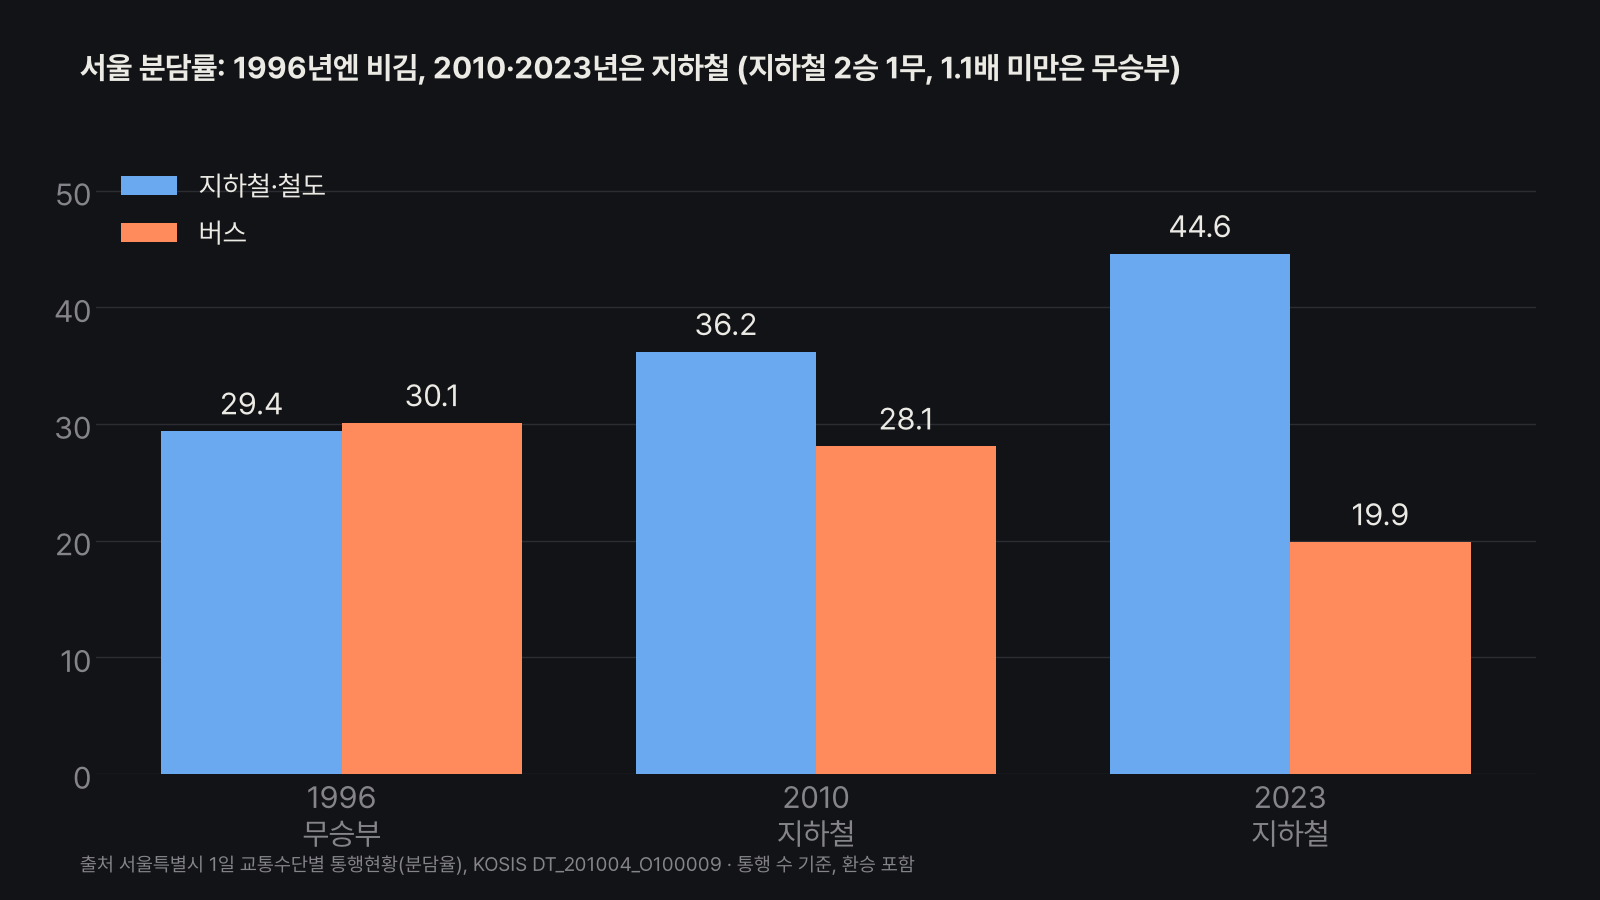 서울 분담률: 1996년엔 비김, 2010·2023년은 지하철 (지하철 2승 1무, 1.1배 미만은 무승부)
지하철·철도
버스
50
40
30
20
10
0
29.4
30.1
36.2
28.1
44.6
19.9
1996
무승부
2010
지하철
2023
지하철
출처 서울특별시 1일 교통수단별 통행현황(분담율), KOSIS DT_201004_O100009 · 통행 수 기준, 환승 포함